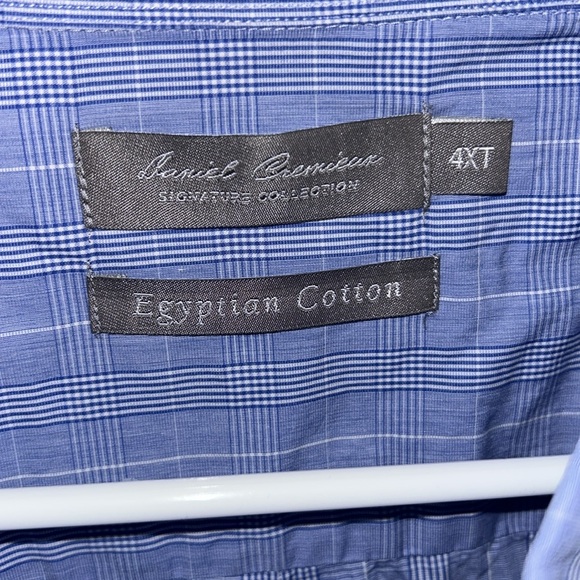 Daniel Cremieux
SIGNATURE COLLECTION
4XT
Egyptian Cotton